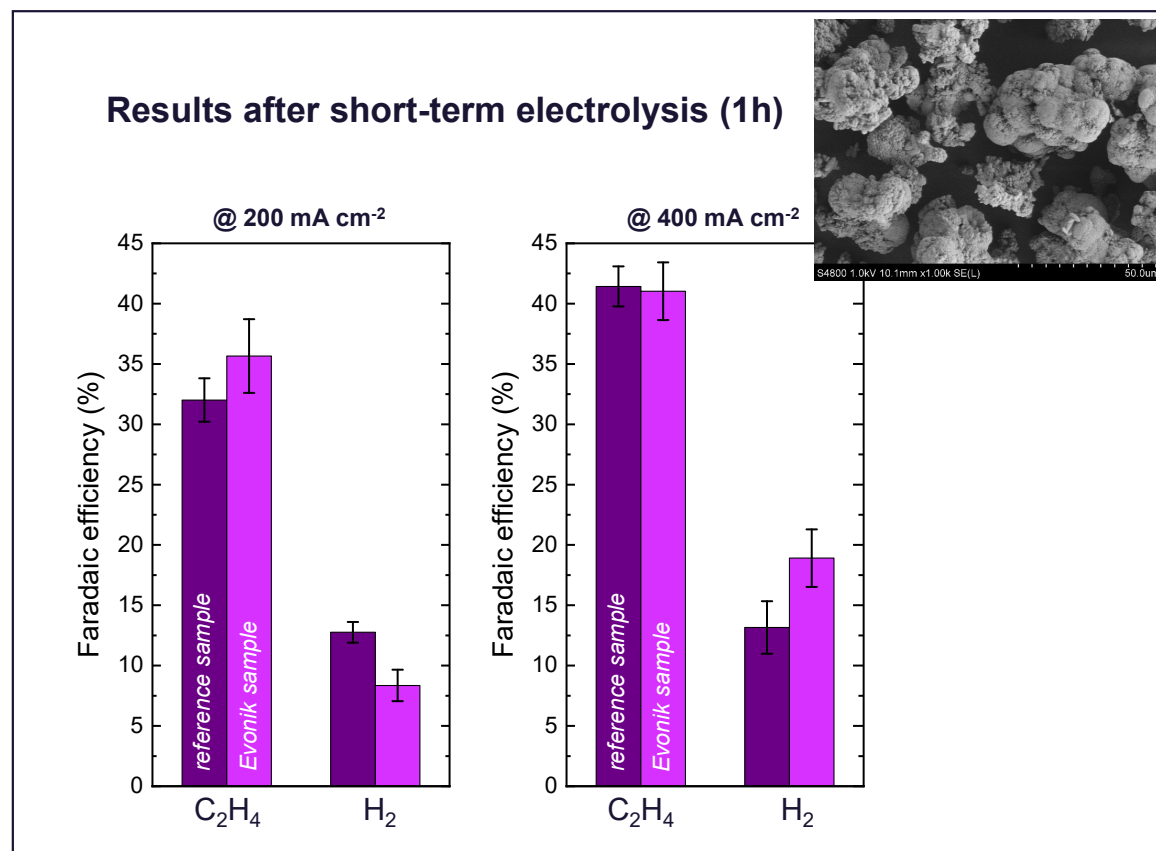 Results after short-term electrolysis (1h)
S4800 1.0kV 10.1mm x1.00k SE(L) 50.0um
@ 200 mA cm⁻²
Faradaic efficiency (%)
45
40
35
30
25
20
15
10
5
0
reference sample
Evonik sample
C₂H₄ H₂
@ 400 mA cm⁻²
Faradaic efficiency (%)
45
40
35
30
25
20
15
10
5
0
reference sample
Evonik sample
C₂H₄ H₂